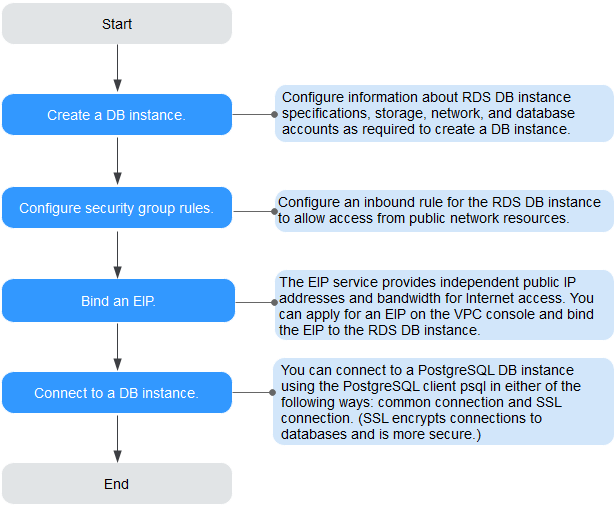 Start
Create a DB instance.
Configure information about RDS DB instance
specifications, storage, network, and database
accounts as required to create a DB instance.
Configure security group rules.
Configure an inbound rule for the RDS DB instance
to allow access from public network resources.
Bind an EIP.
The EIP service provides independent public IP
addresses and bandwidth for Internet access. You
can apply for an EIP on the VPC console and bind
the EIP to the RDS DB instance.
Connect to a DB instance.
You can connect to a PostgreSQL DB instance
using the PostgreSQL client psql in either of the
following ways: common connection and SSL
connection. (SSL encrypts connections to
databases and is more secure.)
End